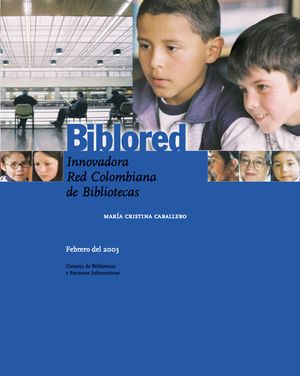 Biblored
Innovadora
Red Colombiana
de Bibliotecas
MARÍA CRISTINA CABALLERO
Febrero del 2003
Consejo de Bibliotecas
y Recursos Informativos